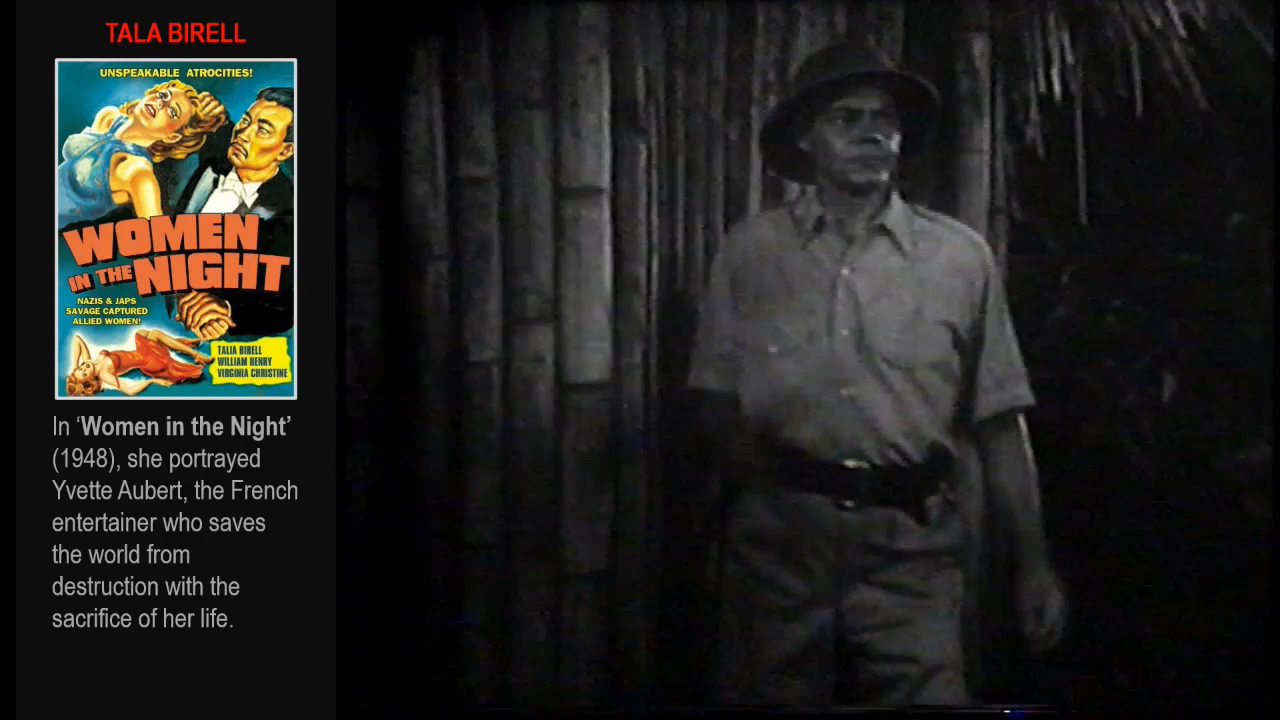 TALA BIRELL
UNSPEAKABLE ATROCITIES!
WOMEN
IN THE NIGHT
NAZIS & JAPS
SAVAGE CAPTURED
ALLIED WOMEN!
TALIA BIRELL
WILLIAM HENRY
VIRGINIA CHRISTINE
In ‘Women in the Night’
(1948), she portrayed
Yvette Aubert, the French
entertainer who saves
the world from
destruction with the
sacrifice of her life.